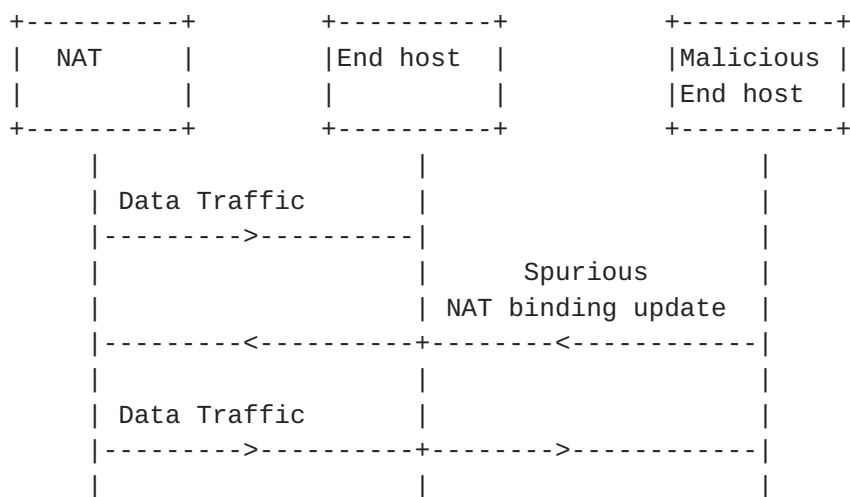 NAT End host Malicious
End host
Data Traffic
Spurious
NAT binding update
Data Traffic